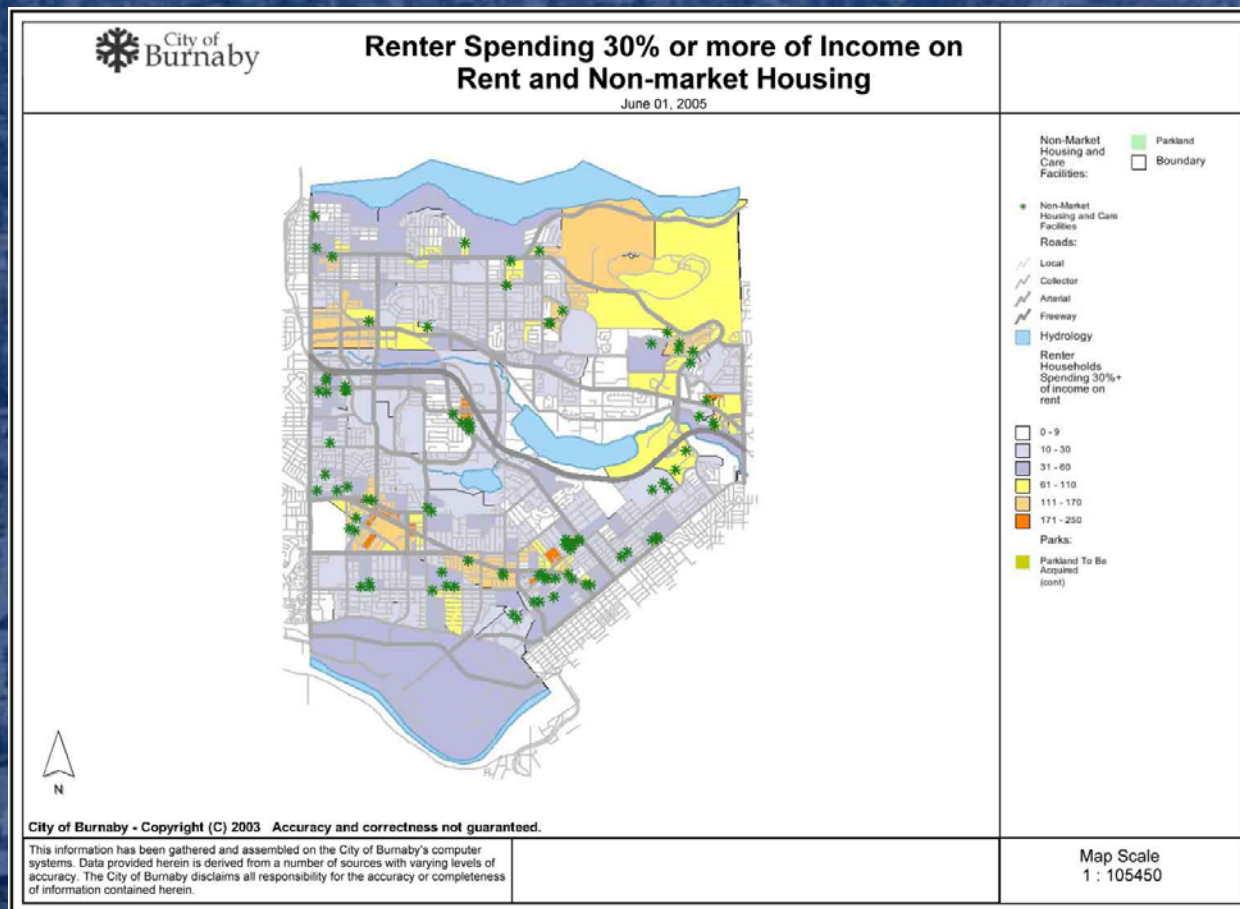 City of
Burnaby
Renter Spending 30% or more of Income on
Rent and Non-market Housing
June 01, 2005
Non-Market
Housing and
Care
Facilities:
Parkland
Boundary
Non-Market
Housing and Care
Facilities
Roads:
Local
Collector
Arterial
Freeway
Hydrology
Renter
Households
Spending 30%+
of income on
rent
0 - 9
10 - 30
31 - 60
61 - 110
111 - 170
171 - 250
Parks:
Parkland To Be
Acquired
(cont)
N
City of Burnaby - Copyright (C) 2003 Accuracy and correctness not guaranteed.
This information has been gathered and assembled on the City of Burnaby's computer
systems. Data provided herein is derived from a number of sources with varying levels of
accuracy. The City of Burnaby disclaims all responsibility for the accuracy or completeness
of information contained herein.
Map Scale
1 : 105450